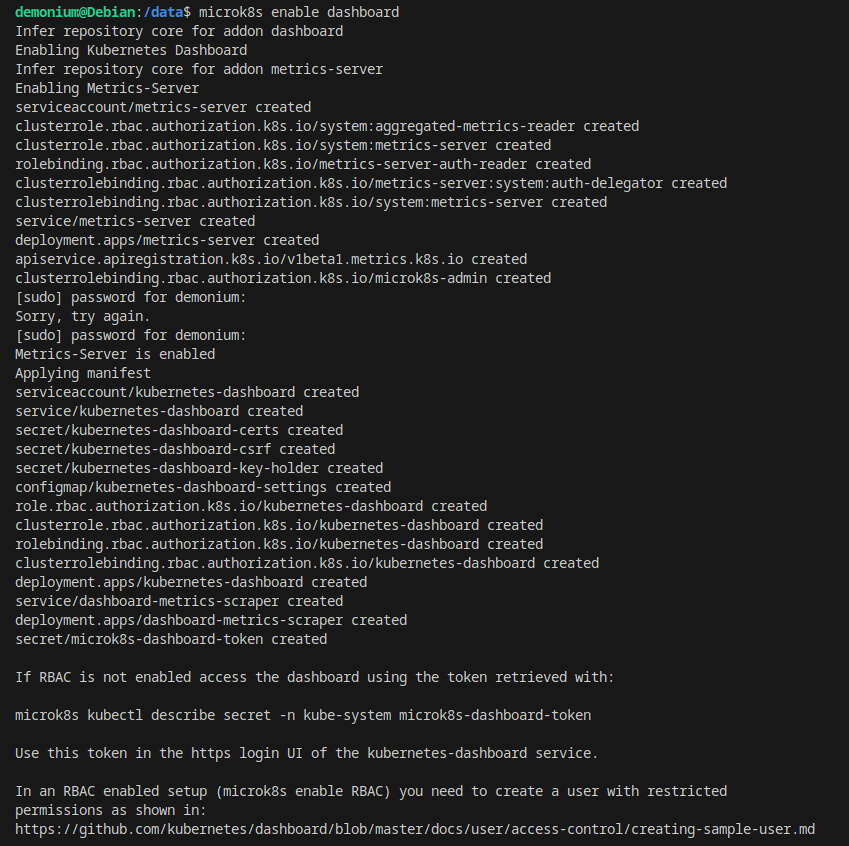 demonium@Debian:/data$ microk8s enable dashboard
Infer repository core for addon dashboard
Enabling Kubernetes Dashboard
Infer repository core for addon metrics-server
Enabling Metrics-Server
serviceaccount/metrics-server created
clusterrole.rbac.authorization.k8s.io/system:aggregated-metrics-reader created
clusterrole.rbac.authorization.k8s.io/system:metrics-server created
rolebinding.rbac.authorization.k8s.io/metrics-server-auth-reader created
clusterrolebinding.rbac.authorization.k8s.io/metrics-server:system:auth-delegator created
clusterrolebinding.rbac.authorization.k8s.io/system:metrics-server created
service/metrics-server created
deployment.apps/metrics-server created
apiservice.apiregistration.k8s.io/v1beta1.metrics.k8s.io created
clusterrolebinding.rbac.authorization.k8s.io/microk8s-admin created
[sudo] password for demonium:
Sorry, try again.
[sudo] password for demonium:
Metrics-Server is enabled
Applying manifest
serviceaccount/kubernetes-dashboard created
service/kubernetes-dashboard created
secret/kubernetes-dashboard-certs created
secret/kubernetes-dashboard-csrf created
secret/kubernetes-dashboard-key-holder created
configmap/kubernetes-dashboard-settings created
role.rbac.authorization.k8s.io/kubernetes-dashboard created
clusterrole.rbac.authorization.k8s.io/kubernetes-dashboard created
rolebinding.rbac.authorization.k8s.io/kubernetes-dashboard created
clusterrolebinding.rbac.authorization.k8s.io/kubernetes-dashboard created
deployment.apps/kubernetes-dashboard created
service/dashboard-metrics-scraper created
deployment.apps/dashboard-metrics-scraper created
secret/microk8s-dashboard-token created

If RBAC is not enabled access the dashboard using the token retrieved with:

microk8s kubectl describe secret -n kube-system microk8s-dashboard-token

Use this token in the https login UI of the kubernetes-dashboard service.

In an RBAC enabled setup (microk8s enable RBAC) you need to create a user with restricted
permissions as shown in:
https://github.com/kubernetes/dashboard/blob/master/docs/user/access-control/creating-sample-user.md